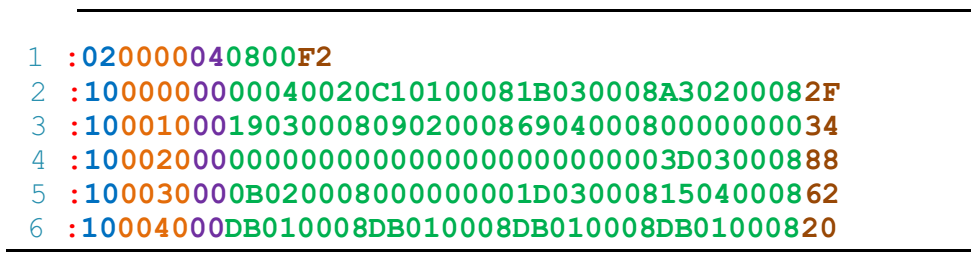 1 :020000040800F2
2 :1000000000040020C10100081B030008A30200082F
3 :100010001903000809020008690400080000000034
4 :100020000000000000000000000000003D03000888
5 :100030000B020008000000001D0300081504000862
6 :10004000DB010008DB010008DB010008DB01000820